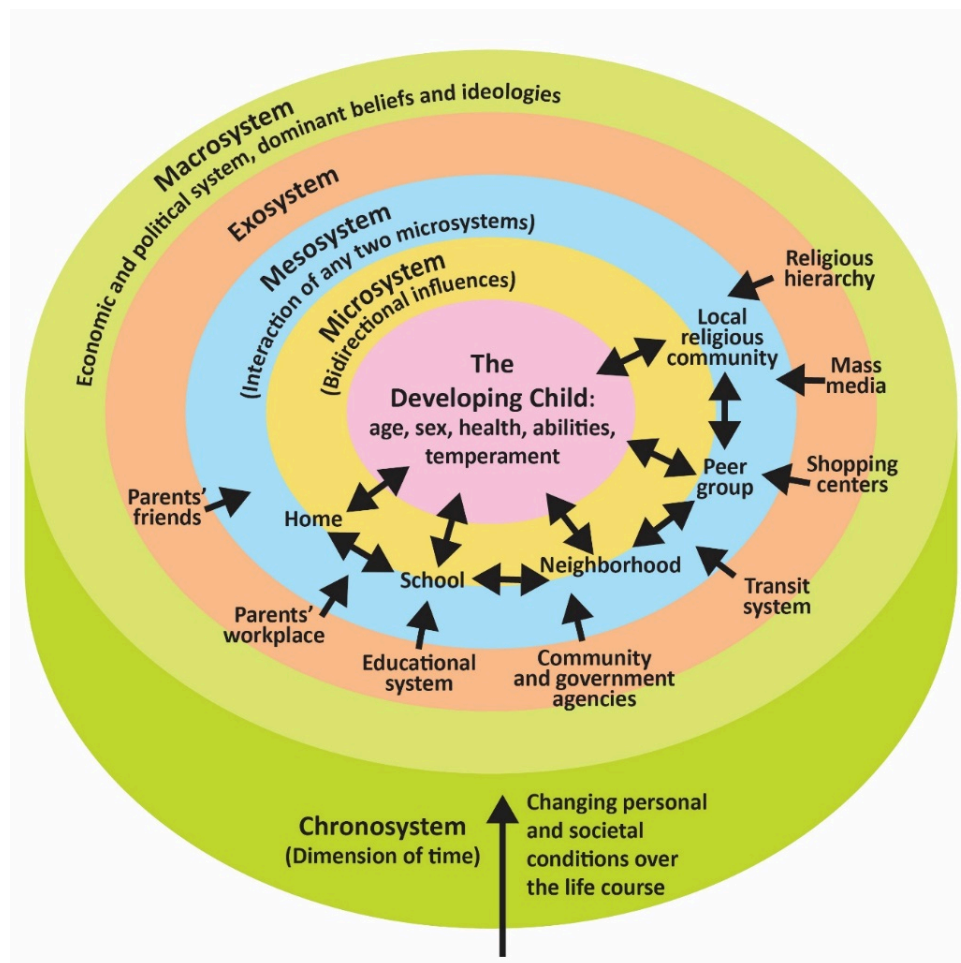 Macrosystem
Economic and political system, dominant beliefs and ideologies
Exosystem
Mesosystem
(Interaction of any two microsystems)
Microsystem
(Bidirectional influences)
The
Developing Child:
age, sex, health, abilities,
temperament
Religious
hierarchy
Local
religious
community
Mass
media
Peer
group
Shopping
centers
Parents'
friends
Home
School
Neighborhood
Transit
system
Parents'
workplace
Educational
system
Community
and government
agencies
Chronosystem
(Dimension of time)
Changing personal
and societal
conditions over
the life course